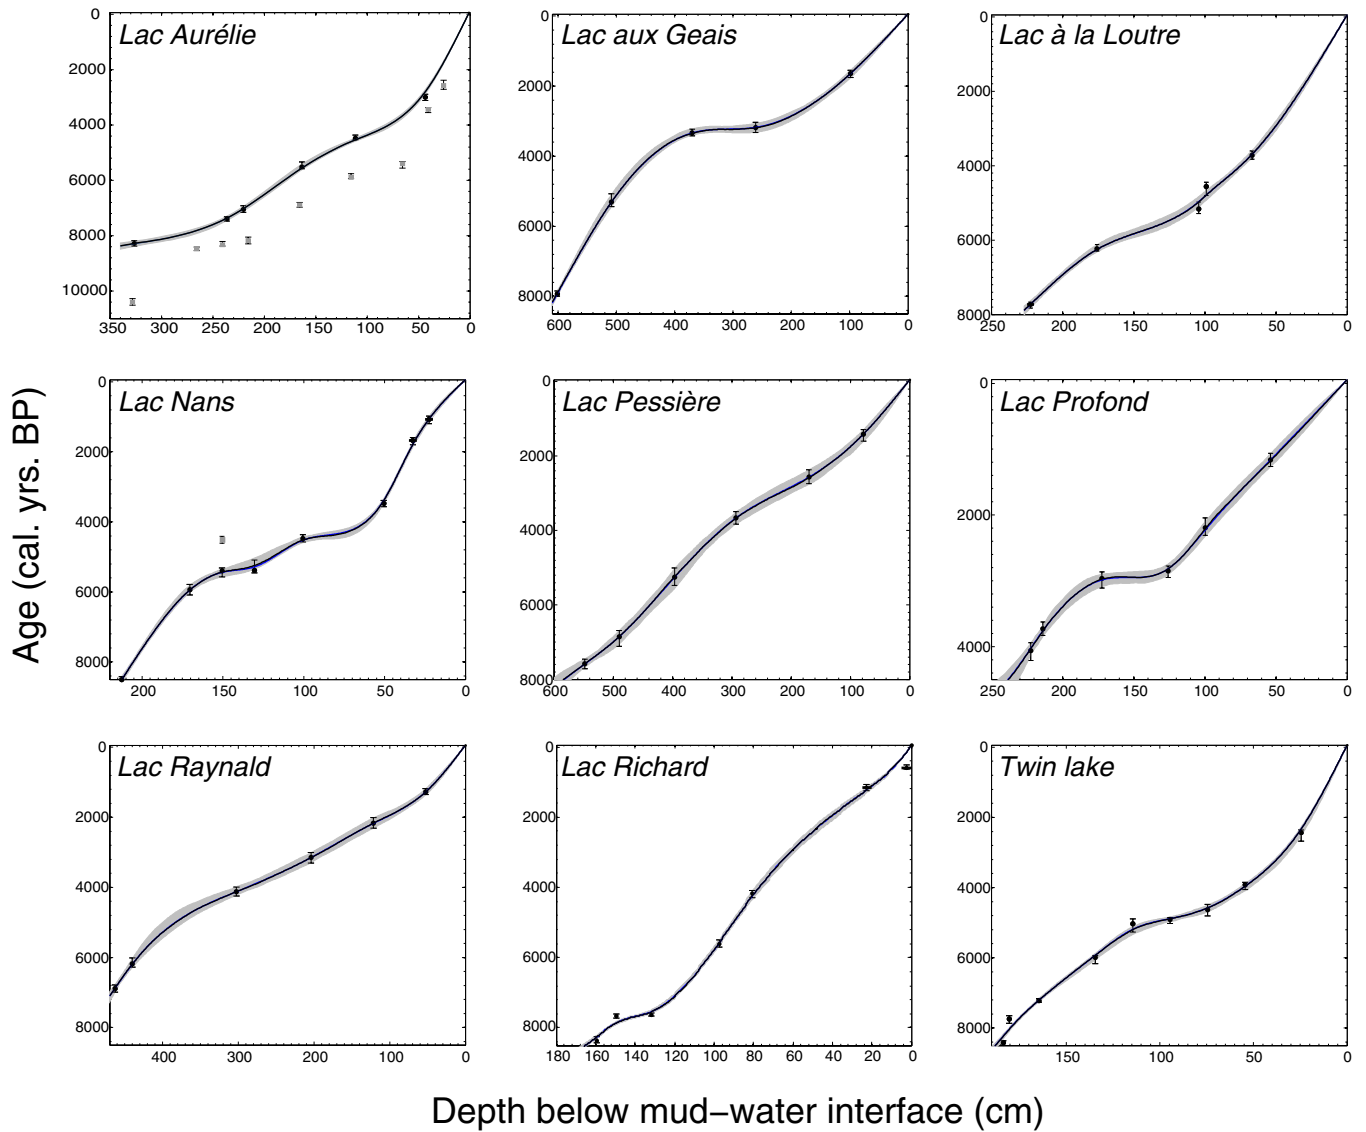 Lac Aurélie
0
2000
4000
6000
8000
10000
350 300 250 200 150 100 50 0
Lac aux Geais
0
2000
4000
6000
8000
600 500 400 300 200 100 0
Lac à la Loutre
0
2000
4000
6000
8000
250 200 150 100 50 0
Age (cal. yrs. BP)
Lac Nans
0
2000
4000
6000
8000
200 150 100 50 0
Lac Pessière
0
2000
4000
6000
8000
600 500 400 300 200 100 0
Lac Profond
0
2000
4000
250 200 150 100 50 0
Lac Raynald
0
2000
4000
6000
8000
400 300 200 100 0
Lac Richard
0
2000
4000
6000
8000
180 160 140 120 100 80 60 40 20 0
Twin lake
0
2000
4000
6000
8000
150 100 50 0
Depth below mud−water interface (cm)